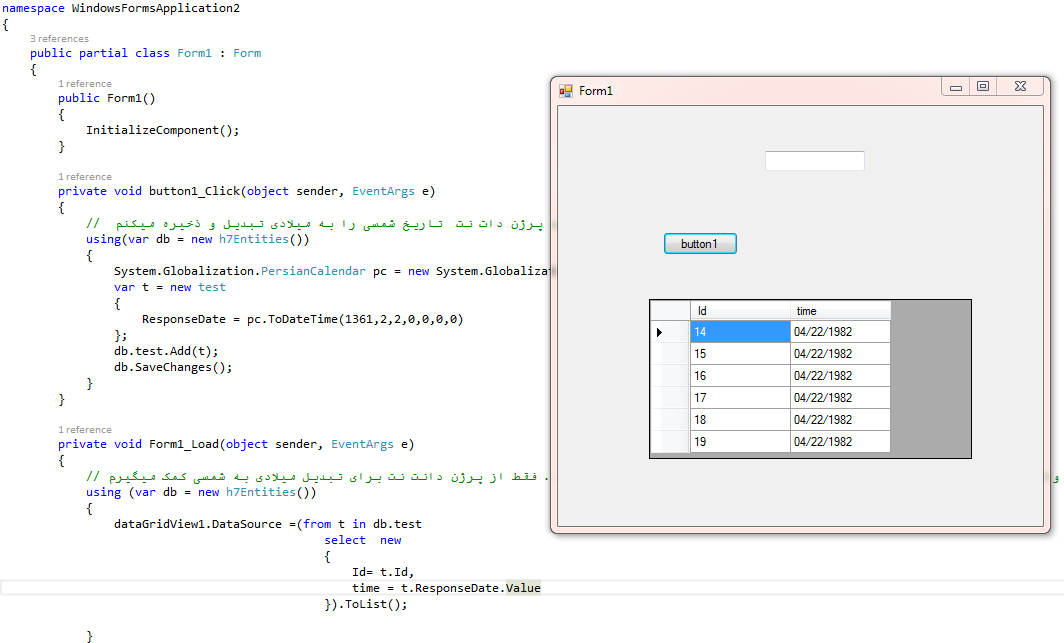 namespace WindowsFormsApplication2
{
3 references
public partial class Form1 : Form
{
1 reference
public Form1()
{
InitializeComponent();
}
1 reference
private void button1_Click(object sender, EventArgs e)
{
// پرژن دات نت تاریخ شمسی را به میلادی تبدیل و ذخیره میکنم
using(var db = new h7Entities())
{
System.Globalization.PersianCalendar pc = new System.Globaliza
var t = new test
{
ResponseDate = pc.ToDateTime(1361,2,2,0,0,0,0)
};
db.test.Add(t);
db.SaveChanges();
}
}
1 reference
private void Form1_Load(object sender, EventArgs e)
{
// و . فقط از پرژن دانت نت برای تبدیل میلادی به شمسی کمک میگیرم
using (var db = new h7Entities())
{
dataGridView1.DataSource =(from t in db.test
select new
{
Id= t.Id,
time = t.ResponseDate.Value
}).ToList();
}
Form1
button1
Id time
14 04/22/1982
15 04/22/1982
16 04/22/1982
17 04/22/1982
18 04/22/1982
19 04/22/1982